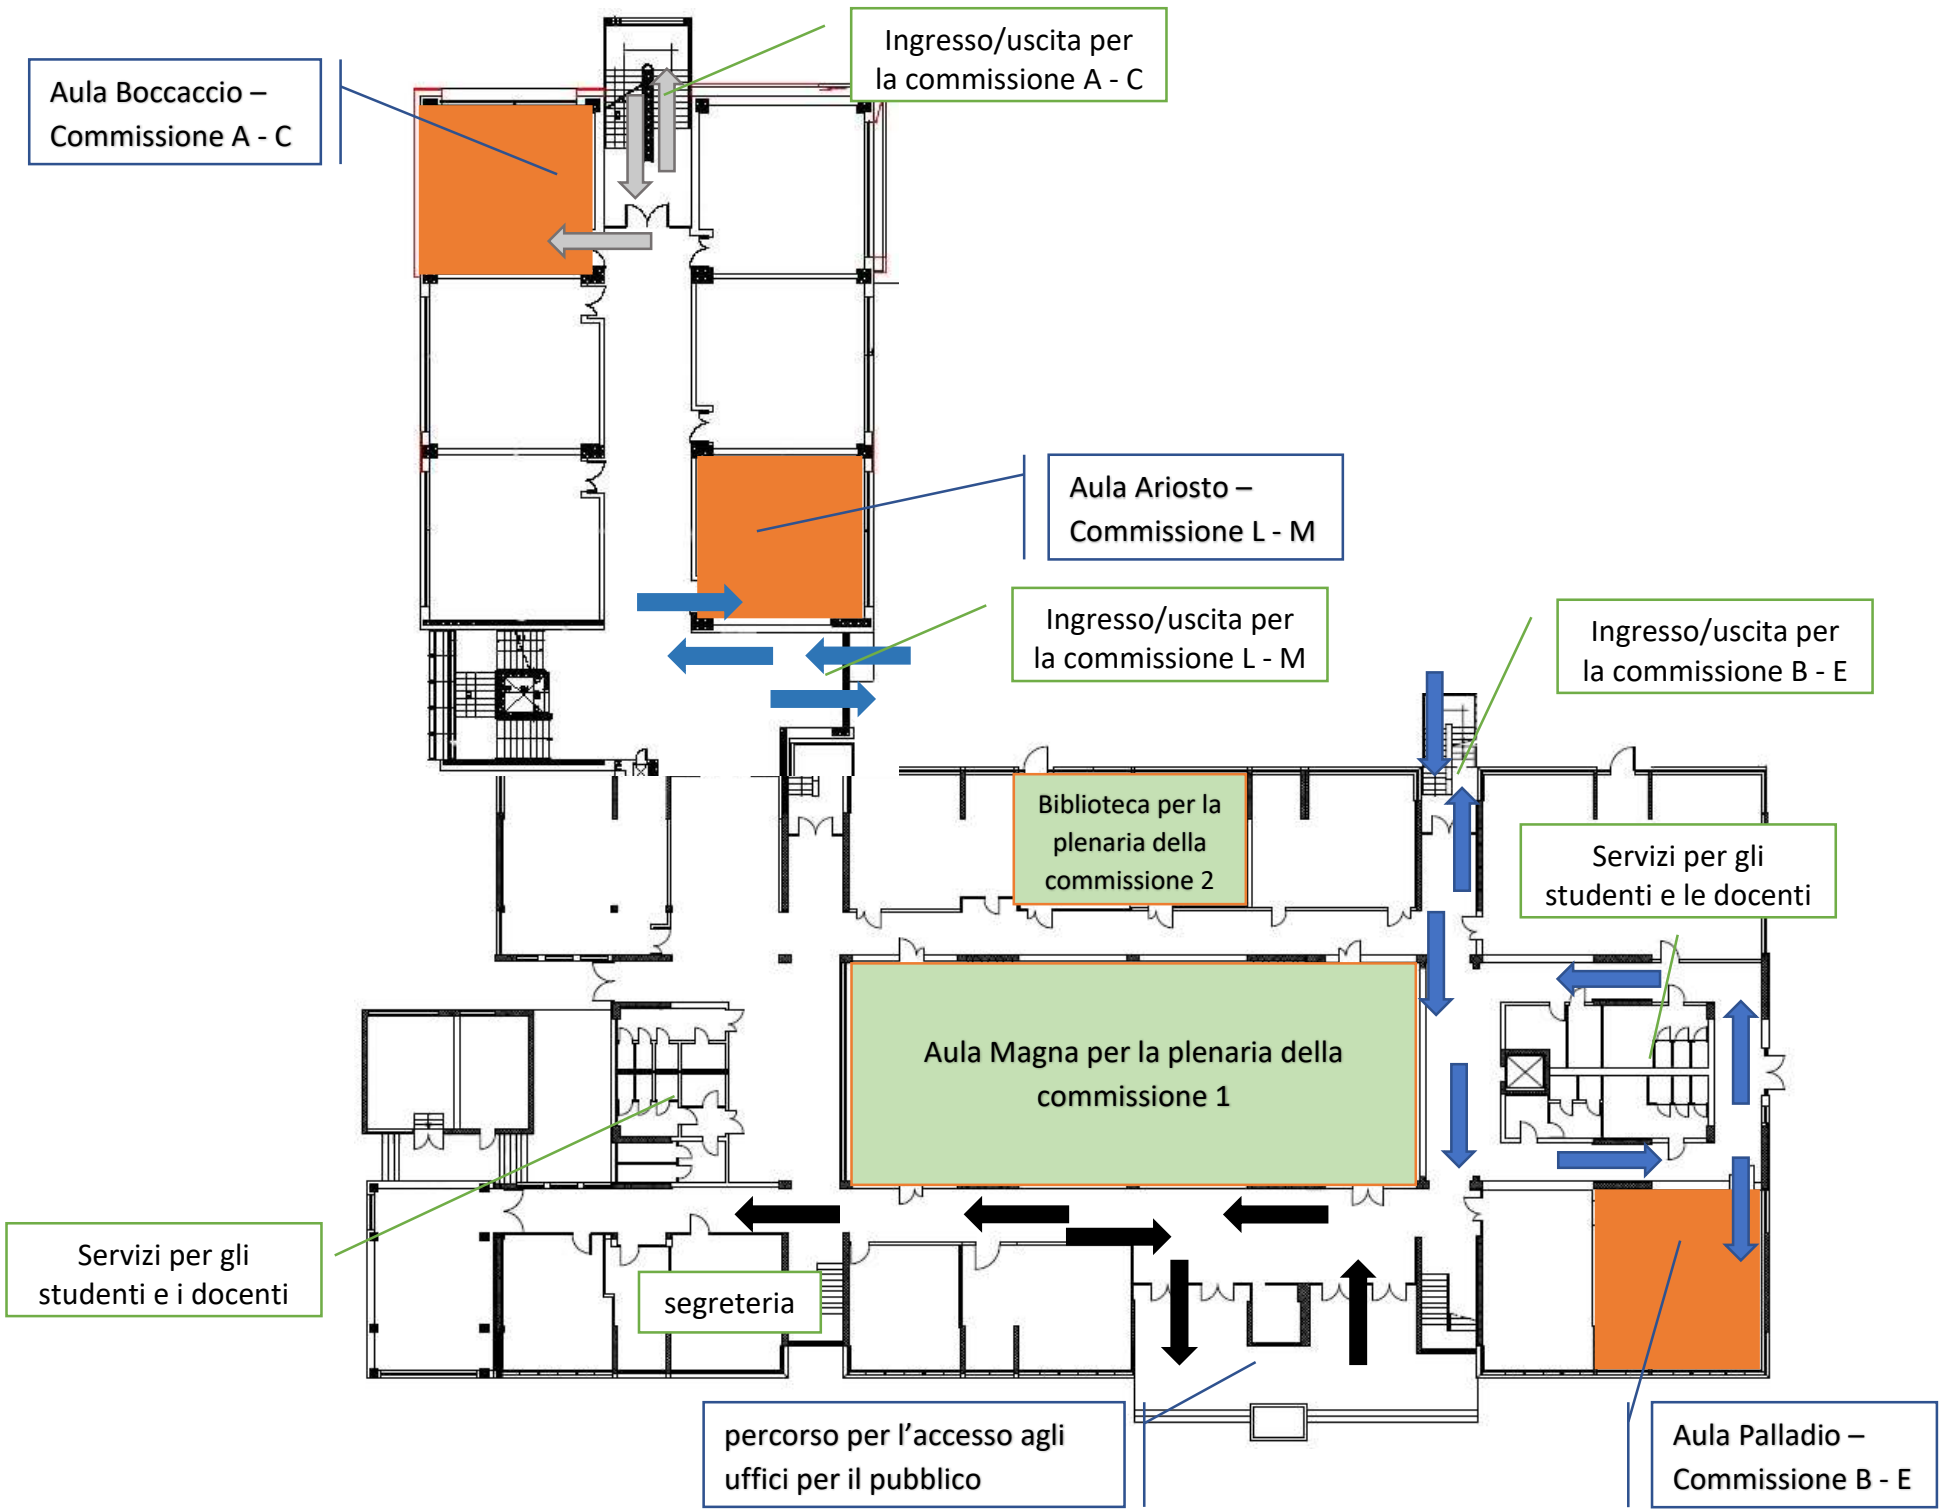 Ingresso/uscita per
la commissione A - C
Aula Boccaccio –
Commissione A - C
Aula Ariosto –
Commissione L - M
Ingresso/uscita per
la commissione L - M
Ingresso/uscita per
la commissione B - E
Biblioteca per la
plenaria della
commissione 2
Servizi per gli
studenti e le docenti
Aula Magna per la plenaria della
commissione 1
Servizi per gli
studenti e i docenti
segreteria
percorso per l’accesso agli
uffici per il pubblico
Aula Palladio –
Commissione B - E